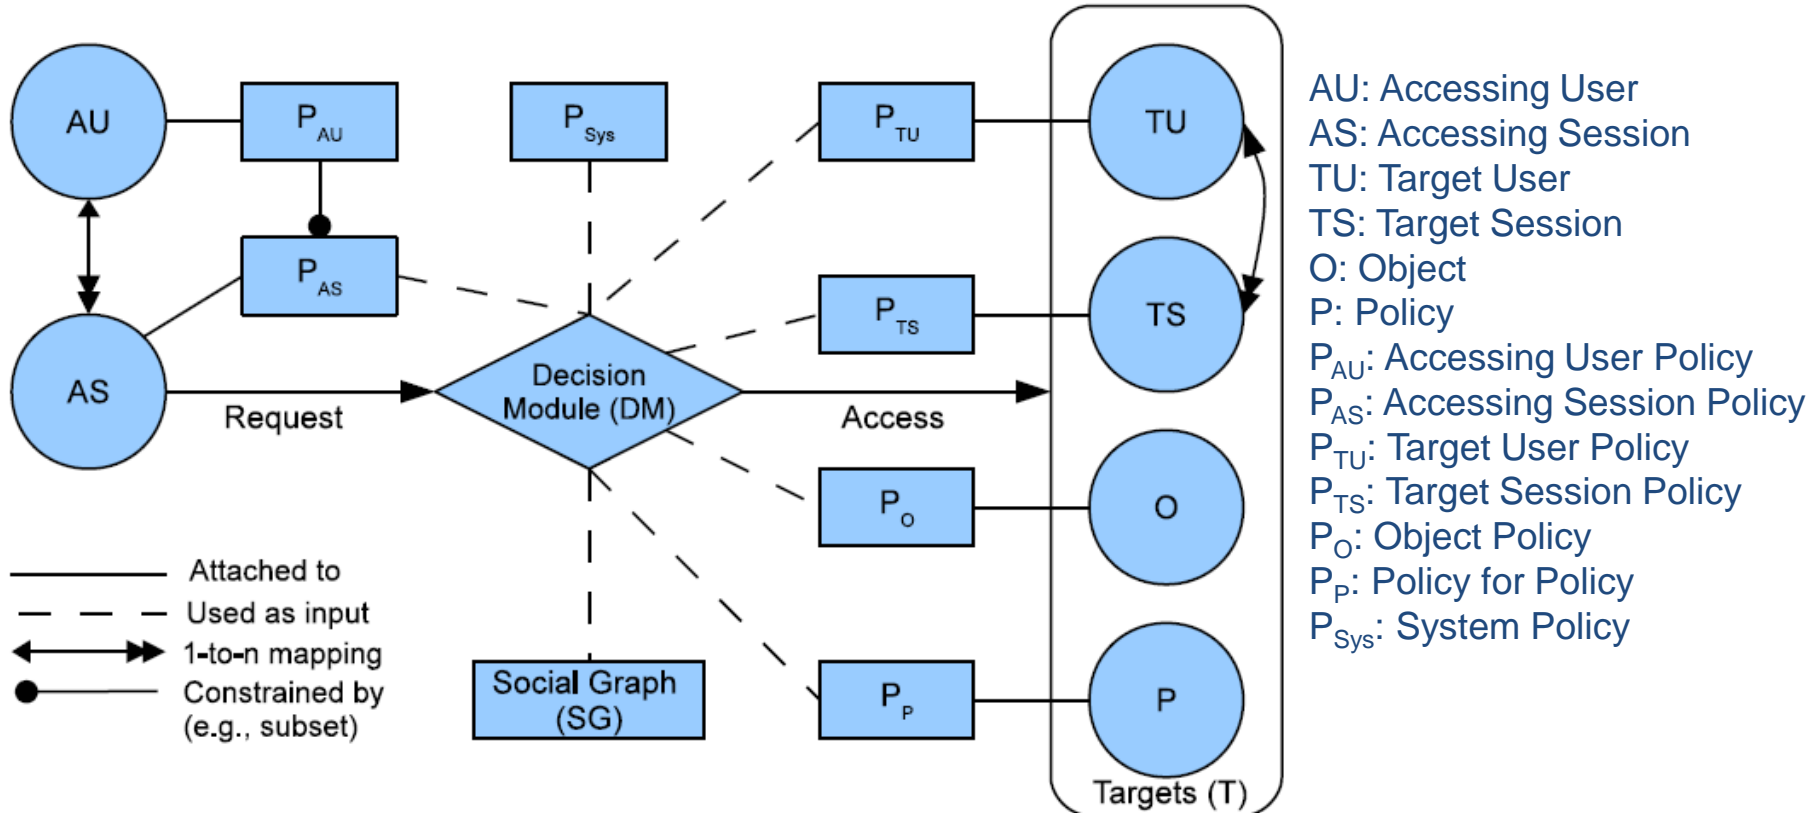 AU
P_AU
P_Sys
P_TU
TU
P_AS
P_TS
TS
AS
Request
Decision
Module (DM)
Access
P_O
O
Attached to
Used as input
1-to-n mapping
Constrained by
(e.g., subset)
Social Graph
(SG)
P_P
P
Targets (T)
AU: Accessing User
AS: Accessing Session
TU: Target User
TS: Target Session
O: Object
P: Policy
P_AU: Accessing User Policy
P_AS: Accessing Session Policy
P_TU: Target User Policy
P_TS: Target Session Policy
P_O: Object Policy
P_P: Policy for Policy
P_Sys: System Policy